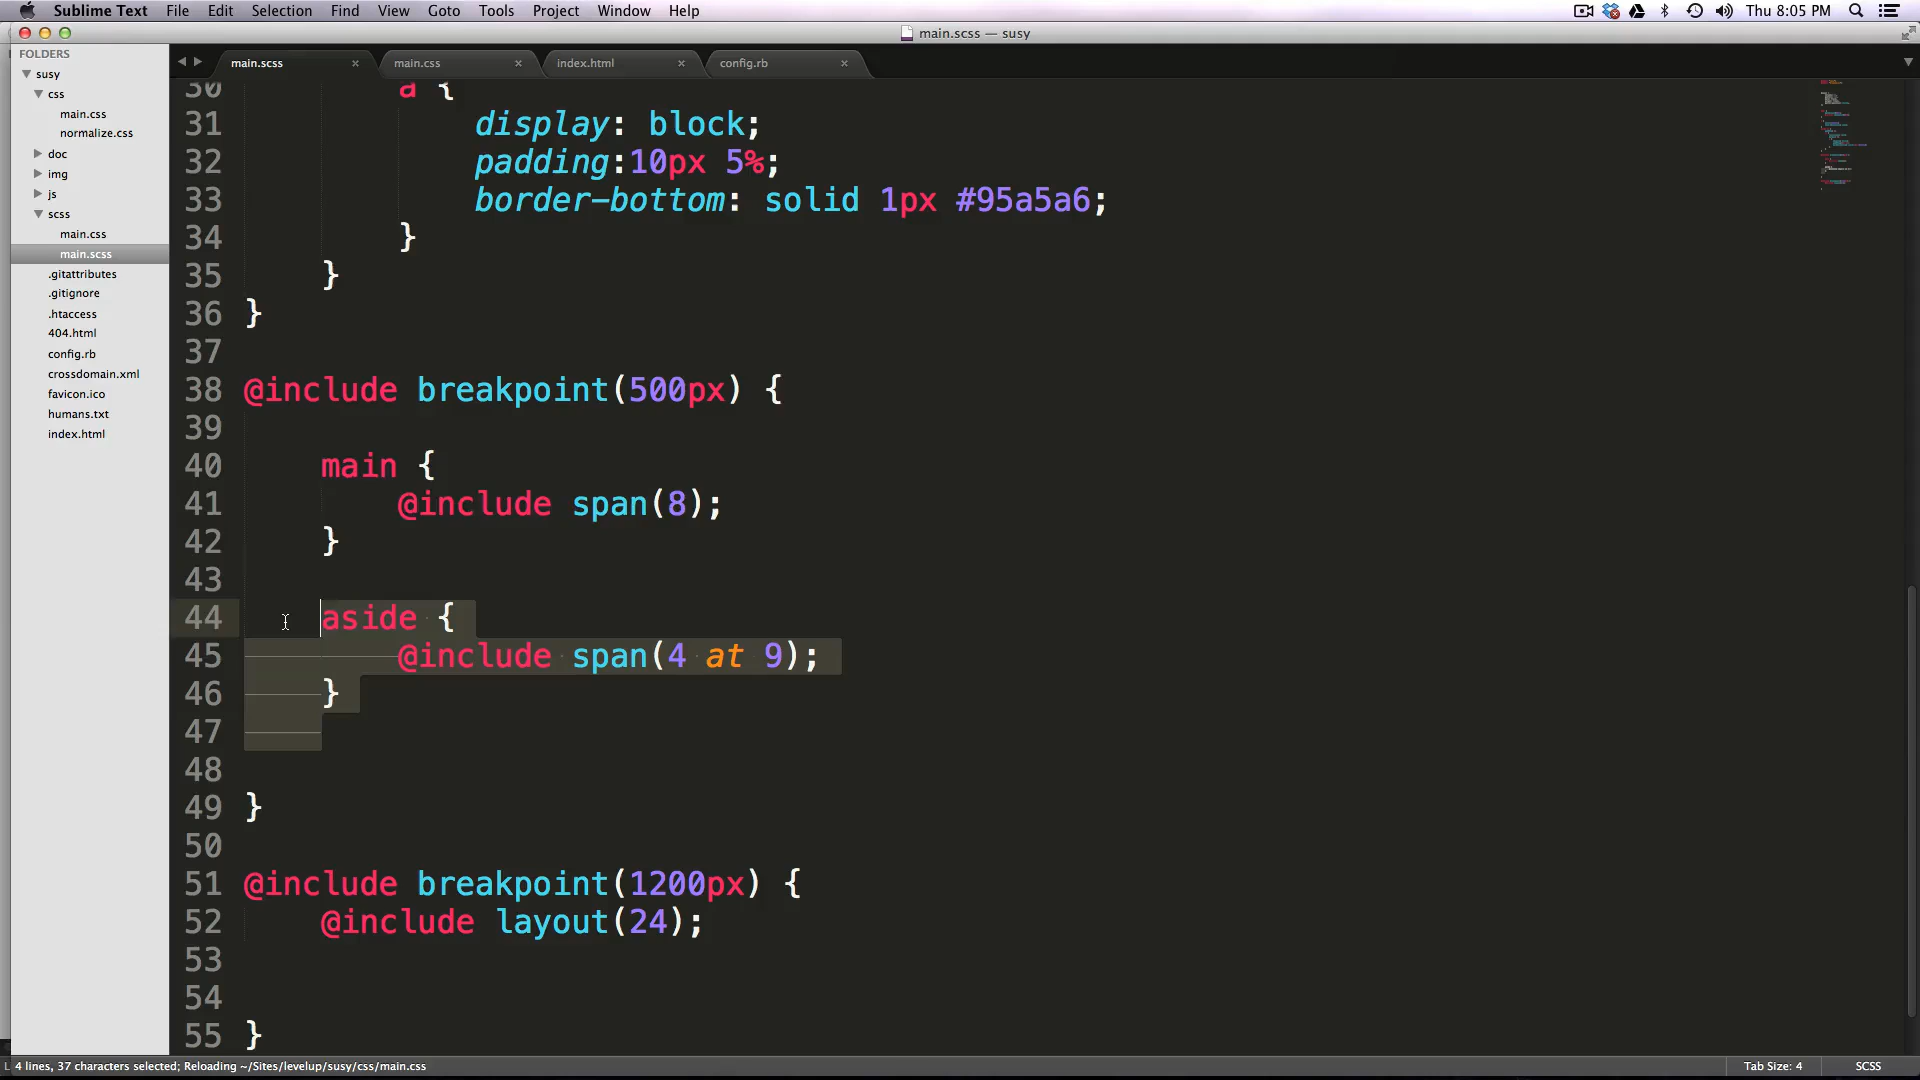 Sublime Text File Edit Selection Find View Goto Tools Project Window Help Thu 8:05 PM
main.scss — susy
FOLDERS
susy
css
main.css
normalize.css
doc
img
js
scss
main.css
main.scss
.gitattributes
.gitignore
.htaccess
404.html
config.rb
crossdomain.xml
favicon.ico
humans.txt
index.html
main.scss × main.css × index.html × config.rb ×
30 a {
31 display: block;
32 padding:10px 5%;
33 border-bottom: solid 1px #95a5a6;
34 }
35 }
36 }
37
38 @include breakpoint(500px) {
39
40 main {
41 @include span(8);
42 }
43
44 aside {
45 @include span(4 at 9);
46 }
47
48
49 }
50
51 @include breakpoint(1200px) {
52 @include layout(24);
53
54
55 }
4 lines, 37 characters selected; Reloading ~/Sites/levelup/susy/css/main.css Tab Size: 4 SCSS